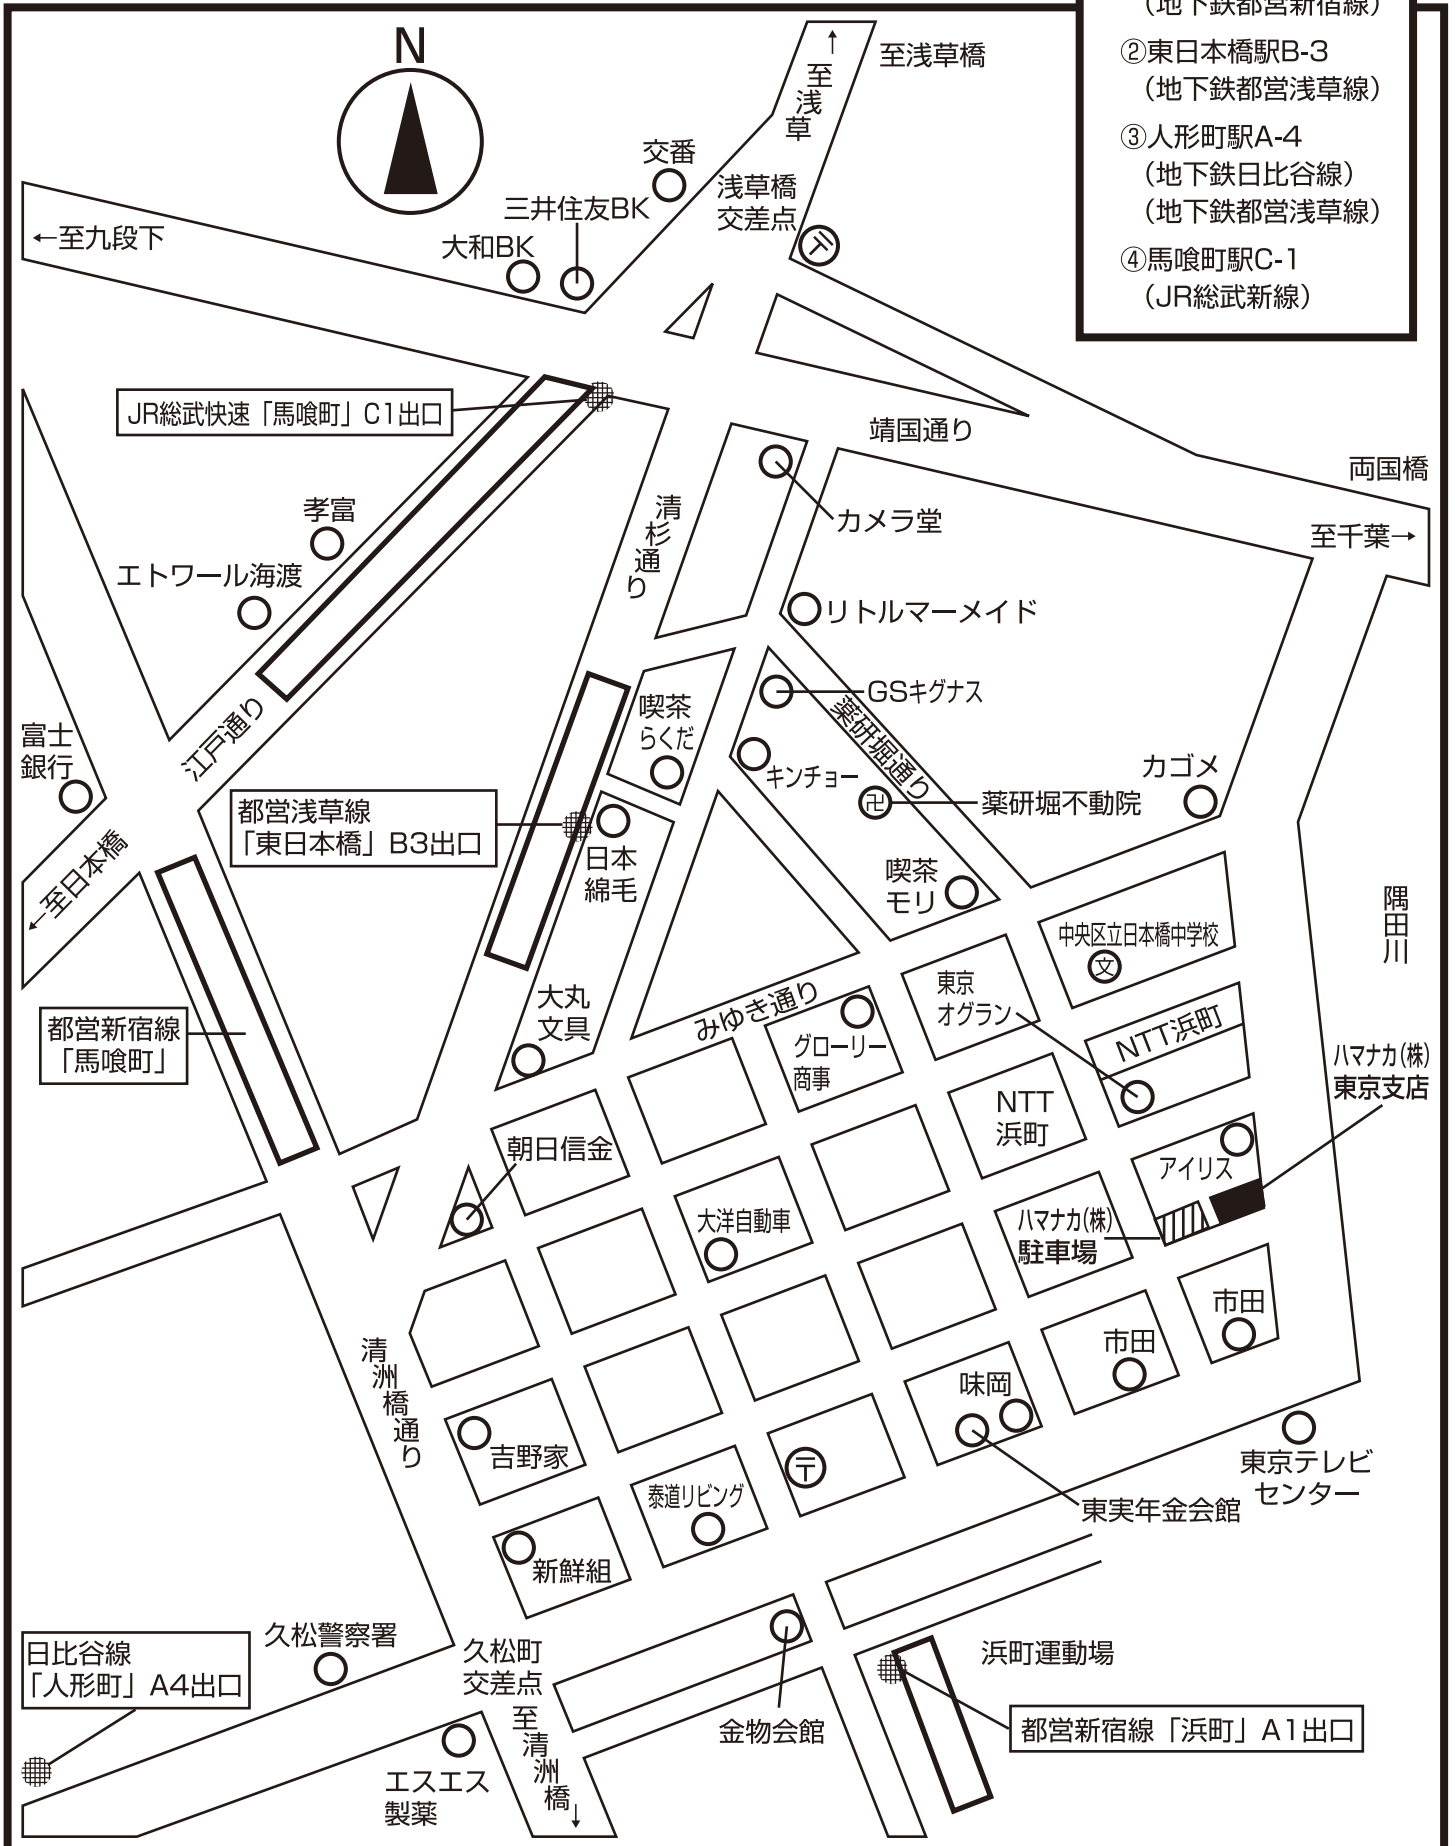 N
（地下鉄都営新宿線）
②東日本橋駅B-3
（地下鉄都営浅草線）
③人形町駅A-4
（地下鉄日比谷線）
（地下鉄都営浅草線）
④馬喰町駅C-1
（JR総武新線）
↑至浅草
至浅草橋
交番
浅草橋
交差点
〒
三井住友BK
大和BK
←至九段下
JR総武快速「馬喰町」C1出口
靖国通り
両国橋
至千葉→
清杉通り
カメラ堂
孝富
エトワール海渡
リトルマーメイド
GSキグナス
喫茶
らくだ
薬研堀通り
富士
銀行
江戸通り
キンチョー
卍
薬研堀不動院
カゴメ
都営浅草線
「東日本橋」B3出口
日本
綿毛
←至日本橋
喫茶
モリ
隅田川
中央区立日本橋中学校
文
東京
オグラン
大丸
文具
みゆき通り
都営新宿線
「馬喰町」
グローリー
商事
NTT浜町
ハマナカ(株)
東京支店
NTT
浜町
朝日信金
アイリス
大洋自動車
ハマナカ(株)
駐車場
市田
市田
清洲橋通り
味岡
吉野家
〒
東京テレビ
センター
泰道リビング
東実年金会館
新鮮組
久松警察署
久松町
交差点
日比谷線
「人形町」A4出口
浜町運動場
至清洲橋↓
金物会館
都営新宿線「浜町」A1出口
エスエス
製薬